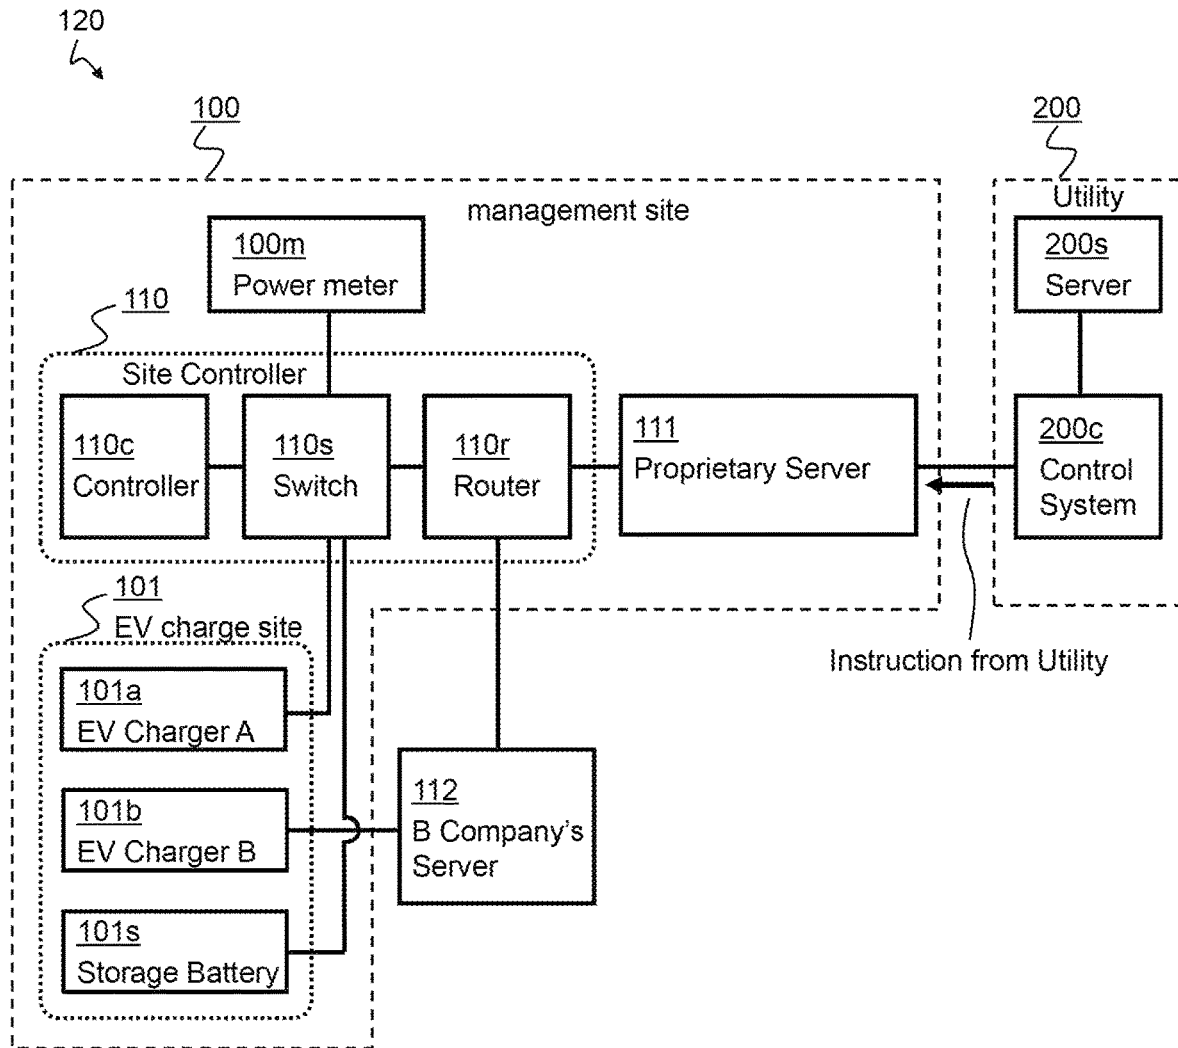 120
100
200
management site
Utility
100m
Power meter
200s
Server
110
Site Controller
110c
Controller
110s
Switch
110r
Router
111
Proprietary Server
200c
Control
System
Instruction from Utility
101
EV charge site
101a
EV Charger A
101b
EV Charger B
101s
Storage Battery
112
B Company's
Server